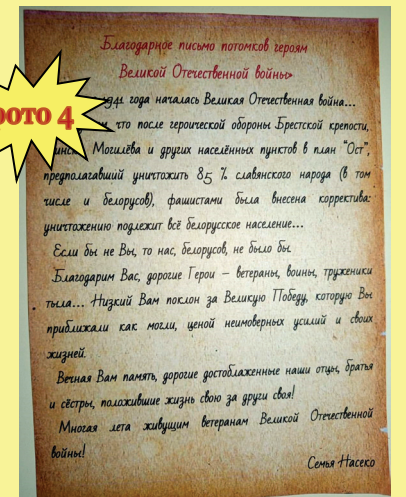 Благодарное письмо потомков героям
Великой Отечественной войны»
1941 года началась Великая Отечественная война...
что после героической обороны Брестской крепости,
Могилёва и других населённых пунктов в план "Ост",
предполагавший уничтожить 85 % славянского народа (в том
числе и белорусов), фашистами была внесена корректива:
уничтожению подлежит всё белорусское население...
Если бы не Вы, то нас, белорусов, не было бы.
Благодарим Вас, дорогие Герои – ветераны, воины, труженики
тыла... Низкий Вам поклон за Великую Победу, которую Вы
приближали как могли, ценой неимоверных усилий и своих
жизней.
Вечная Вам память, дорогие достоблаженные наши отцы, братья
и сёстры, положившие жизнь свою за други своя!
Многая лета живущим ветеранам Великой Отечественной
войны!
Семья Насеко
ФОТО 4